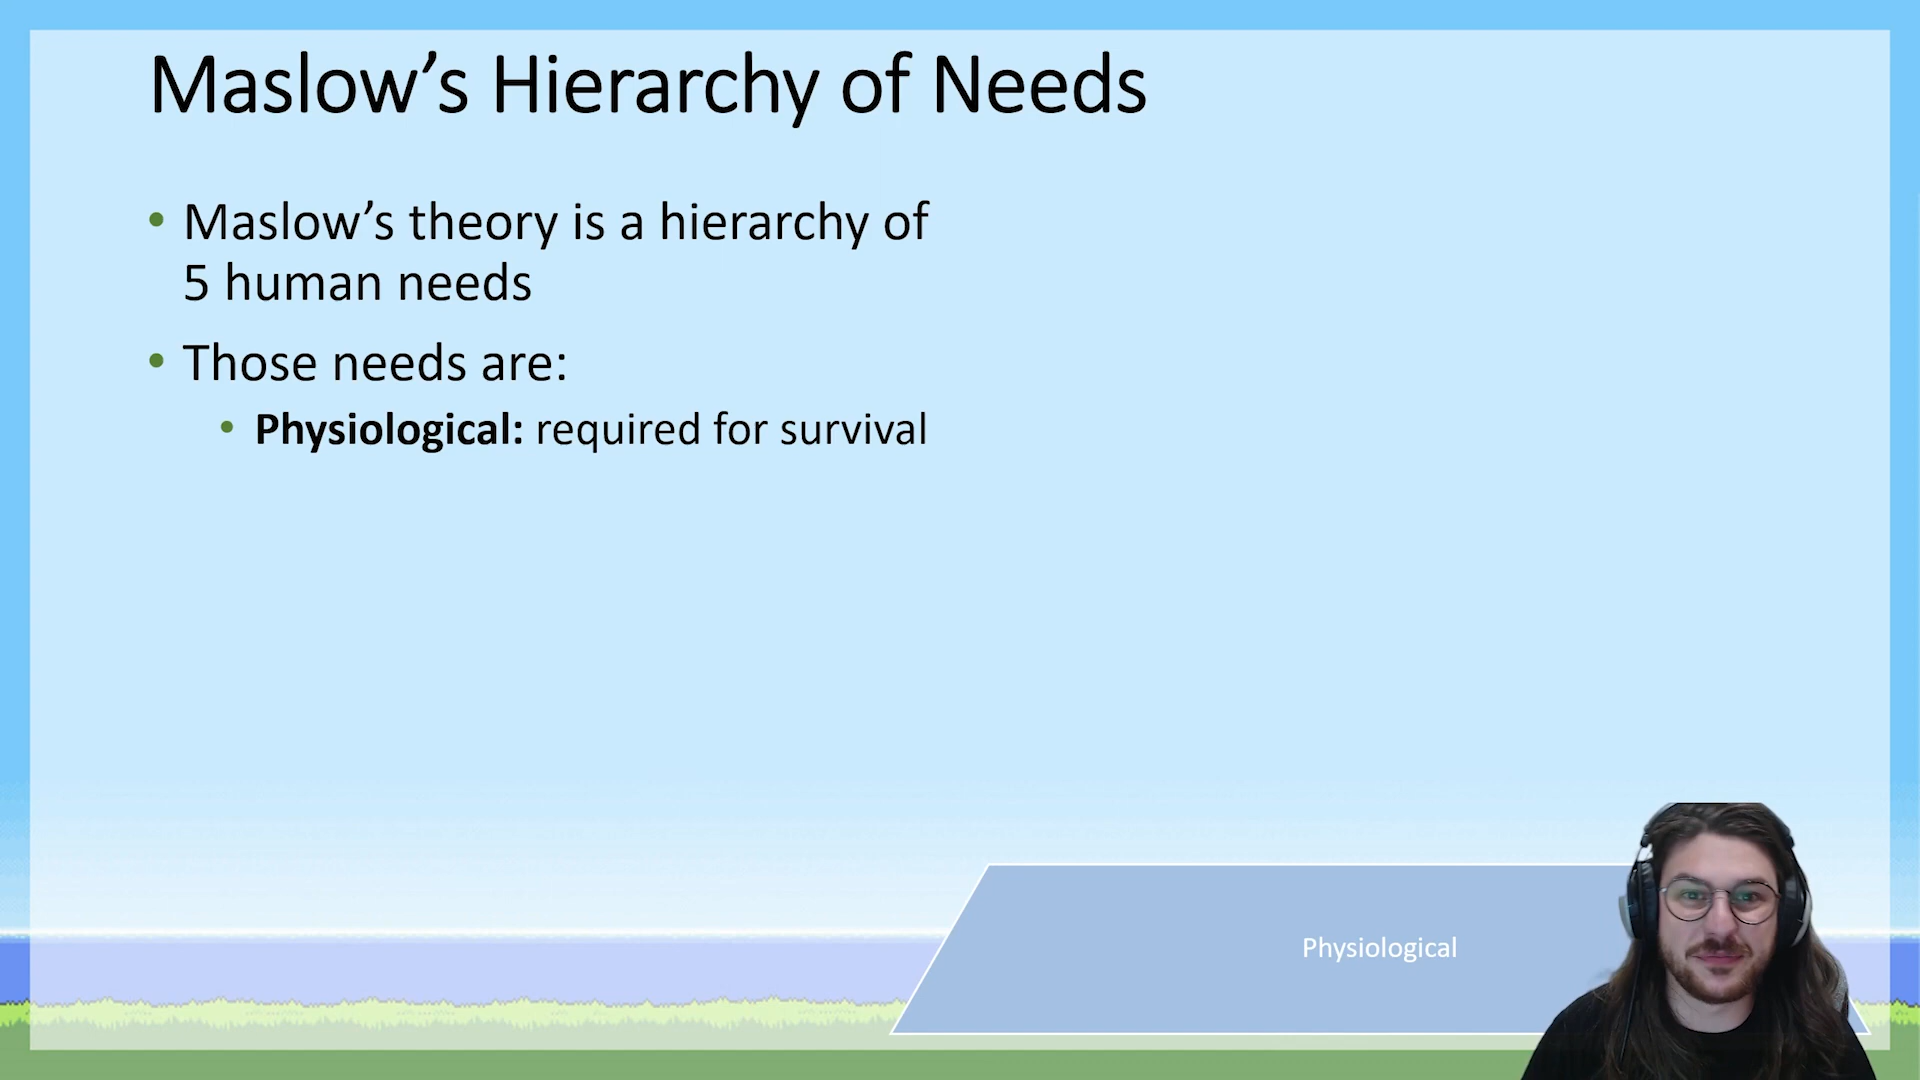 Maslow’s Hierarchy of Needs
• Maslow’s theory is a hierarchy of
5 human needs
• Those needs are:
• Physiological: required for survival
Physiological